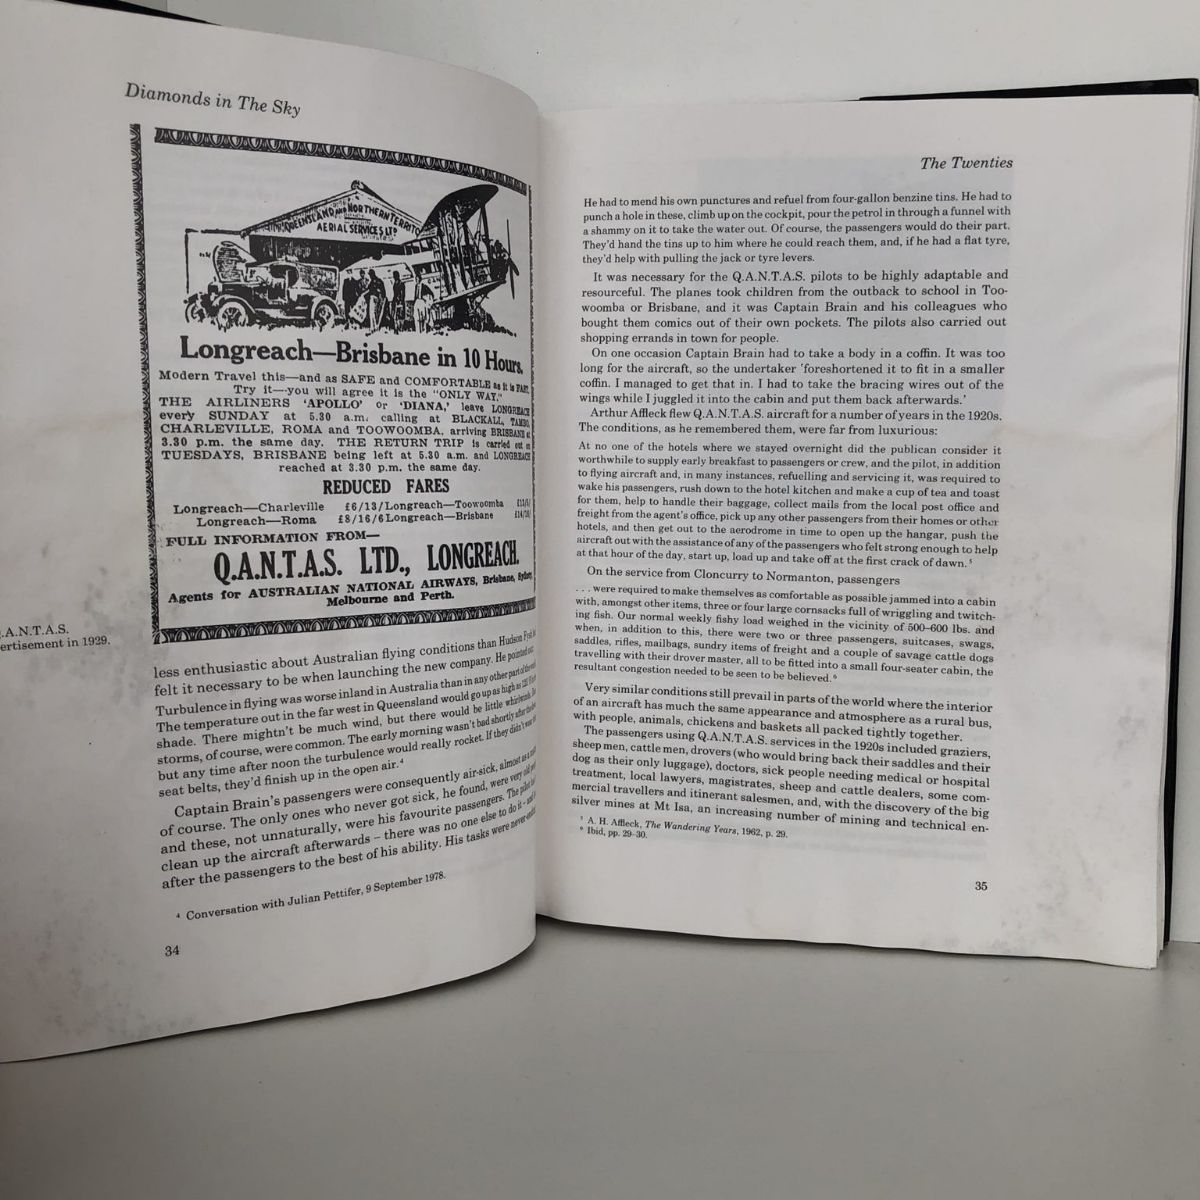 Diamonds in The Sky
QUEENSLAND AND NORTHERN TERRITORY
AERIAL SERVICES LTD
Longreach—Brisbane in 10 Hours.
Modern Travel this—and as SAFE and COMFORTABLE as it is FAST.
Try it—you will agree it is the "ONLY WAY."
THE AIRLINERS 'APOLLO' or 'DIANA,' leave LONGREACH
every SUNDAY at 5.30 a.m. calling at BLACKALL, TAMBO,
CHARLEVILLE, ROMA and TOOWOOMBA, arriving BRISBANE at
3.30 p.m. the same day. THE RETURN TRIP is carried out on
TUESDAYS, BRISBANE being left at 5.30 a.m. and LONGREACH
reached at 3.30 p.m. the same day.
REDUCED FARES
Longreach—Charleville £6/13/ Longreach—Toowoomba
Longreach—Roma £8/16/6 Longreach—Brisbane
FULL INFORMATION FROM—
Q.A.N.T.A.S. LTD., LONGREACH.
Agents for AUSTRALIAN NATIONAL AIRWAYS, Brisbane, Sydney,
Melbourne and Perth.
.A.N.T.A.S.
ertisement in 1929.
less enthusiastic about Australian flying conditions than Hudson Fysh
felt it necessary to be when launching the new company. He pointed out
Turbulence in flying was worse inland in Australia than in any other part of the
The temperature out in the far west in Queensland would go up as high as
shade. There mightn't be much wind, but there would be little whirlwinds.
storms, of course, were common. The early morning wasn't bad shortly after
but any time after noon the turbulence would really rocket. If they didn't
seat belts, they'd finish up in the open air.⁴
Captain Brain's passengers were consequently air-sick, almost as a
of course. The only ones who never got sick, he found, were very old
and these, not unnaturally, were his favourite passengers. The pilot had
clean up the aircraft afterwards – there was no one else to do it – and
after the passengers to the best of his ability. His tasks were never-
⁴ Conversation with Julian Pettifer, 9 September 1978.
34
The Twenties
He had to mend his own punctures and refuel from four-gallon benzine tins. He had to
punch a hole in these, climb up on the cockpit, pour the petrol in through a funnel with
a shammy on it to take the water out. Of course, the passengers would do their part.
They'd hand the tins up to him where he could reach them, and, if he had a flat tyre,
they'd help with pulling the jack or tyre levers.
It was necessary for the Q.A.N.T.A.S. pilots to be highly adaptable and
resourceful. The planes took children from the outback to school in Too-
woomba or Brisbane, and it was Captain Brain and his colleagues who
bought them comics out of their own pockets. The pilots also carried out
shopping errands in town for people.
On one occasion Captain Brain had to take a body in a coffin. It was too
long for the aircraft, so the undertaker 'foreshortened it to fit in a smaller
coffin. I managed to get that in. I had to take the bracing wires out of the
wings while I juggled it into the cabin and put them back afterwards.'
Arthur Affleck flew Q.A.N.T.A.S. aircraft for a number of years in the 1920s.
The conditions, as he remembered them, were far from luxurious:
At no one of the hotels where we stayed overnight did the publican consider it
worthwhile to supply early breakfast to passengers or crew, and the pilot, in addition
to flying aircraft and, in many instances, refuelling and servicing it, was required to
wake his passengers, rush down to the hotel kitchen and make a cup of tea and toast
for them, help to handle their baggage, collect mails from the local post office and
freight from the agent's office, pick up any other passengers from their homes or other
hotels, and then get out to the aerodrome in time to open up the hangar, push the
aircraft out with the assistance of any of the passengers who felt strong enough to help
at that hour of the day, start up, load up and take off at the first crack of dawn.⁵
On the service from Cloncurry to Normanton, passengers
. . . were required to make themselves as comfortable as possible jammed into a cabin
with, amongst other items, three or four large cornsacks full of wriggling and twitch-
ing fish. Our normal weekly fishy load weighed in the vicinity of 500–600 lbs. and
when, in addition to this, there were two or three passengers, suitcases, swags,
saddles, rifles, mailbags, sundry items of freight and a couple of savage cattle dogs
travelling with their drover master, all to be fitted into a small four-seater cabin, the
resultant congestion needed to be seen to be believed.⁶
Very similar conditions still prevail in parts of the world where the interior
of an aircraft has much the same appearance and atmosphere as a rural bus,
with people, animals, chickens and baskets all packed tightly together.
The passengers using Q.A.N.T.A.S. services in the 1920s included graziers,
sheep men, cattle men, drovers (who would bring back their saddles and their
dog as their only luggage), doctors, sick people needing medical or hospital
treatment, local lawyers, magistrates, sheep and cattle dealers, some com-
mercial travellers and itinerant salesmen, and, with the discovery of the big
silver mines at Mt Isa, an increasing number of mining and technical en-
⁵ A. H. Affleck, The Wandering Years, 1962, p. 29.
⁶ Ibid, pp. 29-30.
35